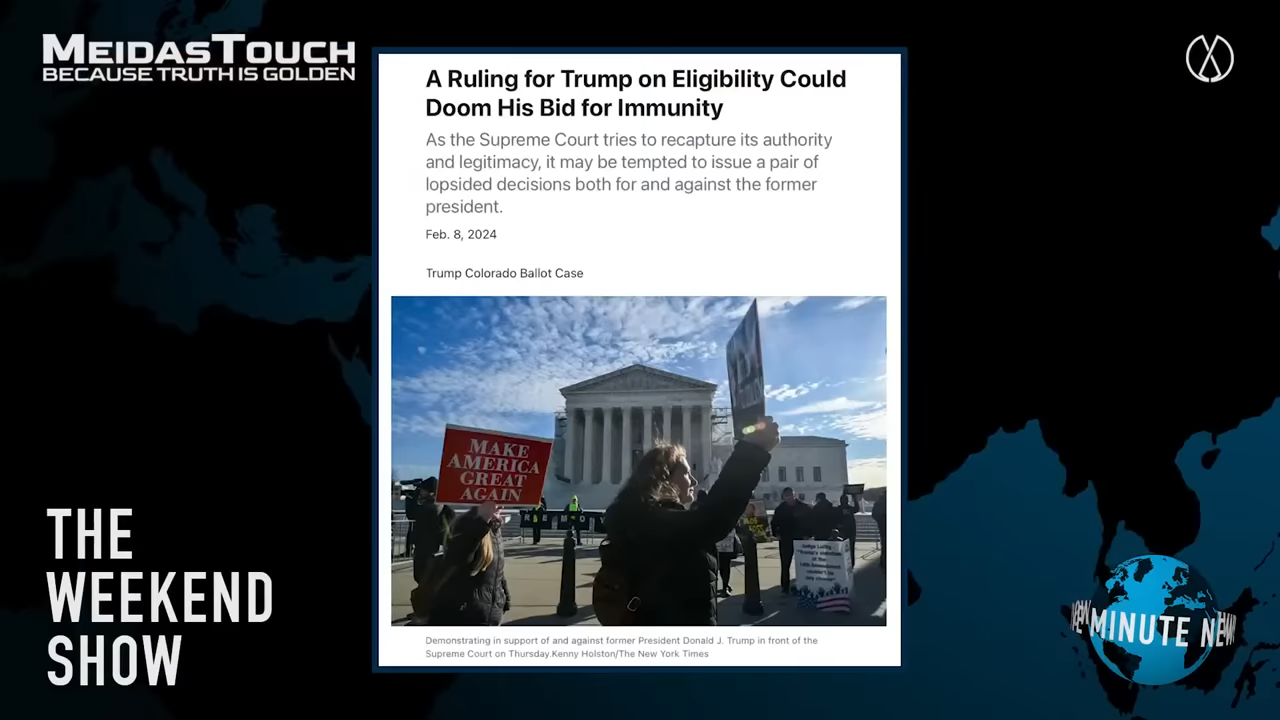 MEIDASTOUCH
BECAUSE TRUTH IS GOLDEN
A Ruling for Trump on Eligibility Could
Doom His Bid for Immunity
As the Supreme Court tries to recapture its authority
and legitimacy, it may be tempted to issue a pair of
lopsided decisions both for and against the former
president.
Feb. 8, 2024
Trump Colorado Ballot Case
MAKE
AMERICA
GREAT
AGAIN
REMOV
Demonstrating in support of and against former President Donald J. Trump in front of the
Supreme Court on Thursday.Kenny Holston/The New York Times
THE
WEEKEND
SHOW
MINUTE NEW